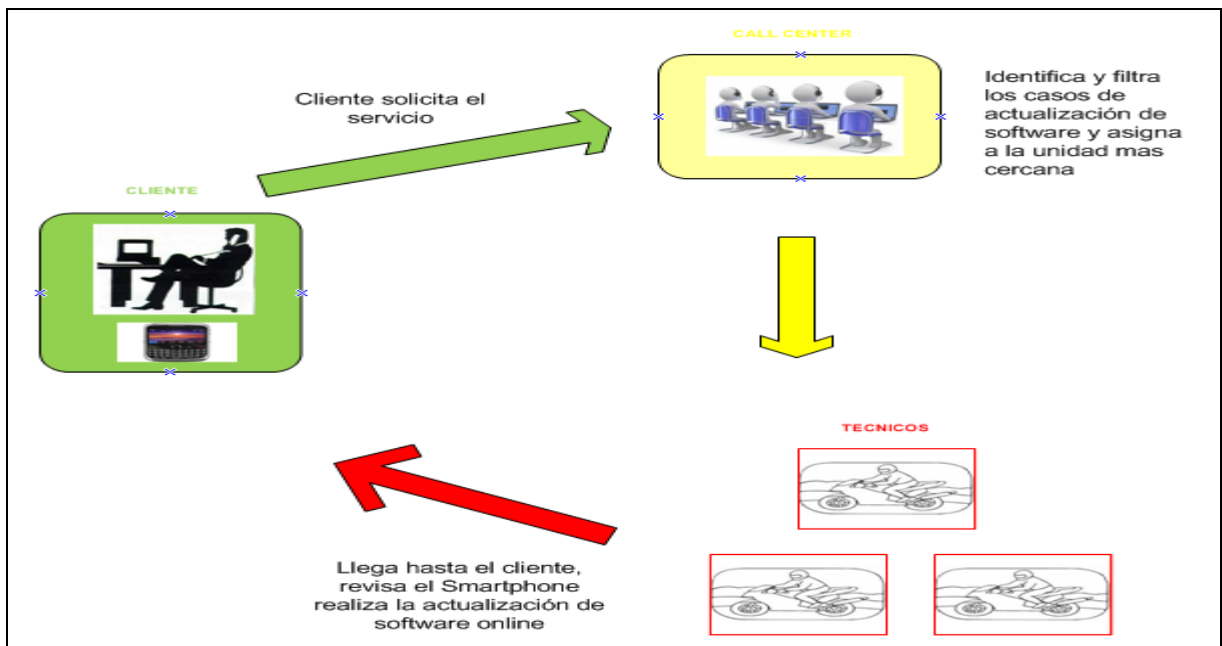 CALL CENTER
Identifica y filtra
los casos de
actualización de
software y asigna
a la unidad mas
cercana
Cliente solicita el
servicio
CLIENTE
TECNICOS
Llega hasta el cliente,
revisa el Smartphone
realiza la actualización de
software online